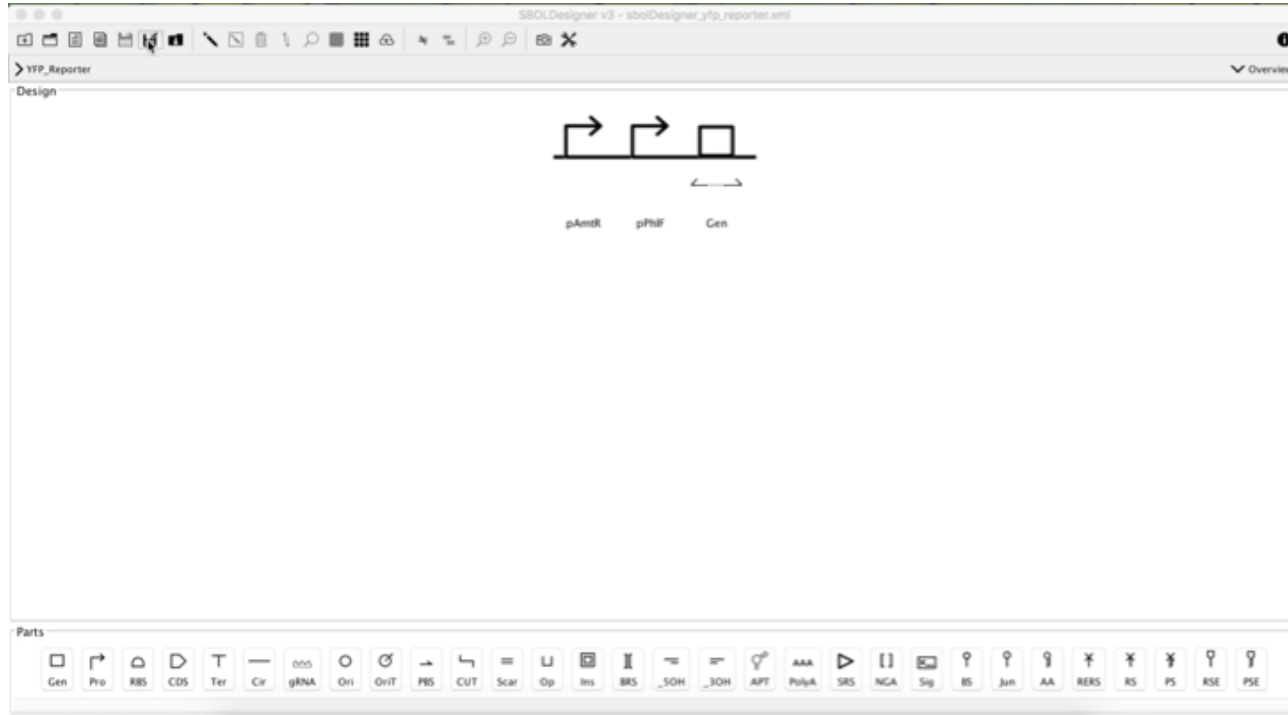 SBOLDesigner v3 - sbolDesigner_yfp_reporter.xml
YFP_Reporter Overview
Design
pAmtR pPhlF Gen
Parts
Gen Pro RBS CDS Ter Cir gRNA Ori OriT PBS CUT Scar Op Ins BRS _5OH _3OH APT PolyA SRS NGA Sig BS Jun AA RERS RS PS RSE PSE